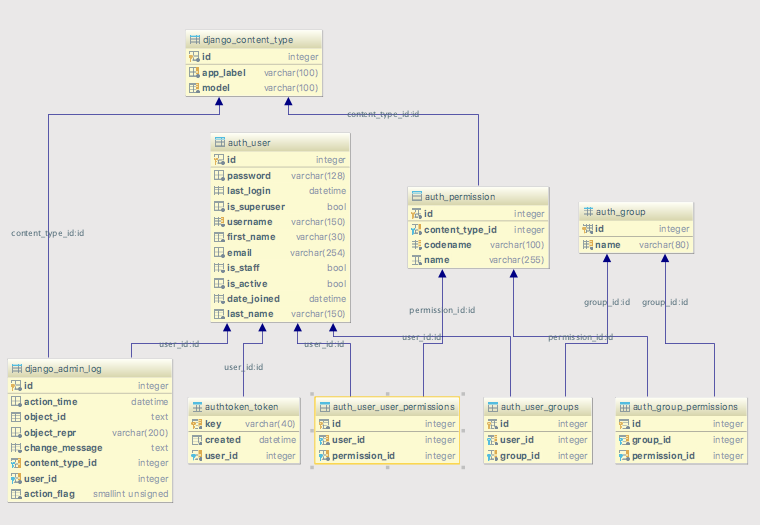 django_content_type
id integer
app_label varchar(100)
model varchar(100)
content_type_id:id
auth_user
id integer
password varchar(128)
last_login datetime
is_superuser bool
username varchar(150)
first_name varchar(30)
email varchar(254)
is_staff bool
is_active bool
date_joined datetime
last_name varchar(150)
auth_permission
id integer
content_type_id integer
codename varchar(100)
name varchar(255)
auth_group
id integer
name varchar(80)
content_type_id:id
group_id:id group_id:id
permission_id:id
user_id:id user_id:id user_id:id permission_id:id
user_id:id
django_admin_log
id integer
action_time datetime
object_id text
object_repr varchar(200)
change_message text
content_type_id integer
user_id integer
action_flag smallint unsigned
authtoken_token
key varchar(40)
created datetime
user_id integer
auth_user_user_permissions
id integer
user_id integer
permission_id integer
auth_user_groups
id integer
user_id integer
group_id integer
auth_group_permissions
id integer
group_id integer
permission_id integer